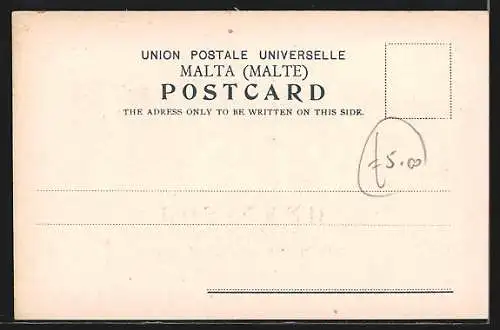 UNION POSTALE UNIVERSELLE
MALTA (MALTE)
POSTCARD
THE ADRESS ONLY TO BE WRITTEN ON THIS SIDE.
5.00